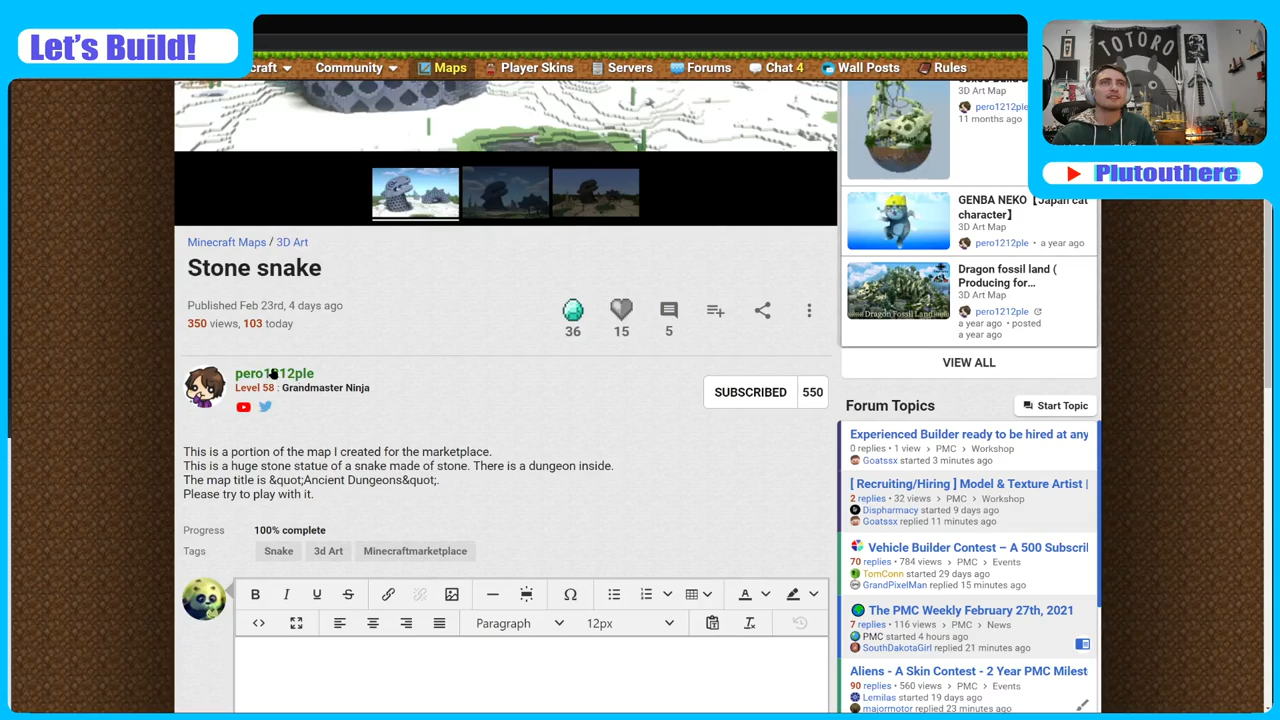 Let's Build!
Community
Maps
Player Skins
Servers
Forums
Chat 4
Wall Posts
Rules
TOTORO
Plutouthere
3D Art Map
pero1212ple
11 months ago
GENBA NEKO【Japan cat
character】
3D Art Map
pero1212ple • a year ago
Dragon fossil land (
Producing for…
3D Art Map
pero1212ple
a year ago • posted
a year ago
Dragon Fossil Land
VIEW ALL
Minecraft Maps / 3D Art
Stone snake
Published Feb 23rd, 4 days ago
350 views, 103 today
36
15
5
pero1212ple
Level 58 : Grandmaster Ninja
SUBSCRIBED 550
This is a portion of the map I created for the marketplace.
This is a huge stone statue of a snake made of stone. There is a dungeon inside.
The map title is &quot;Ancient Dungeons&quot;.
Please try to play with it.
Progress 100% complete
Tags Snake 3d Art Minecraftmarketplace
B I U S
Paragraph 12px
Forum Topics
Start Topic
Experienced Builder ready to be hired at any
0 replies • 1 view > PMC > Workshop
Goatssx started 3 minutes ago
[ Recruiting/Hiring ] Model & Texture Artist |
2 replies • 32 views > PMC > Workshop
Dispharmacy started 9 days ago
Goatssx replied 11 minutes ago
Vehicle Builder Contest – A 500 Subscri
70 replies • 784 views > PMC > Events
TomConn started 29 days ago
GrandPixelMan replied 15 minutes ago
The PMC Weekly February 27th, 2021
7 replies • 116 views > PMC > News
PMC started 4 hours ago
SouthDakotaGirl replied 21 minutes ago
Aliens - A Skin Contest - 2 Year PMC Milest
90 replies • 560 views > PMC > Events
Lemilas started 19 days ago
majormotor replied 23 minutes ago